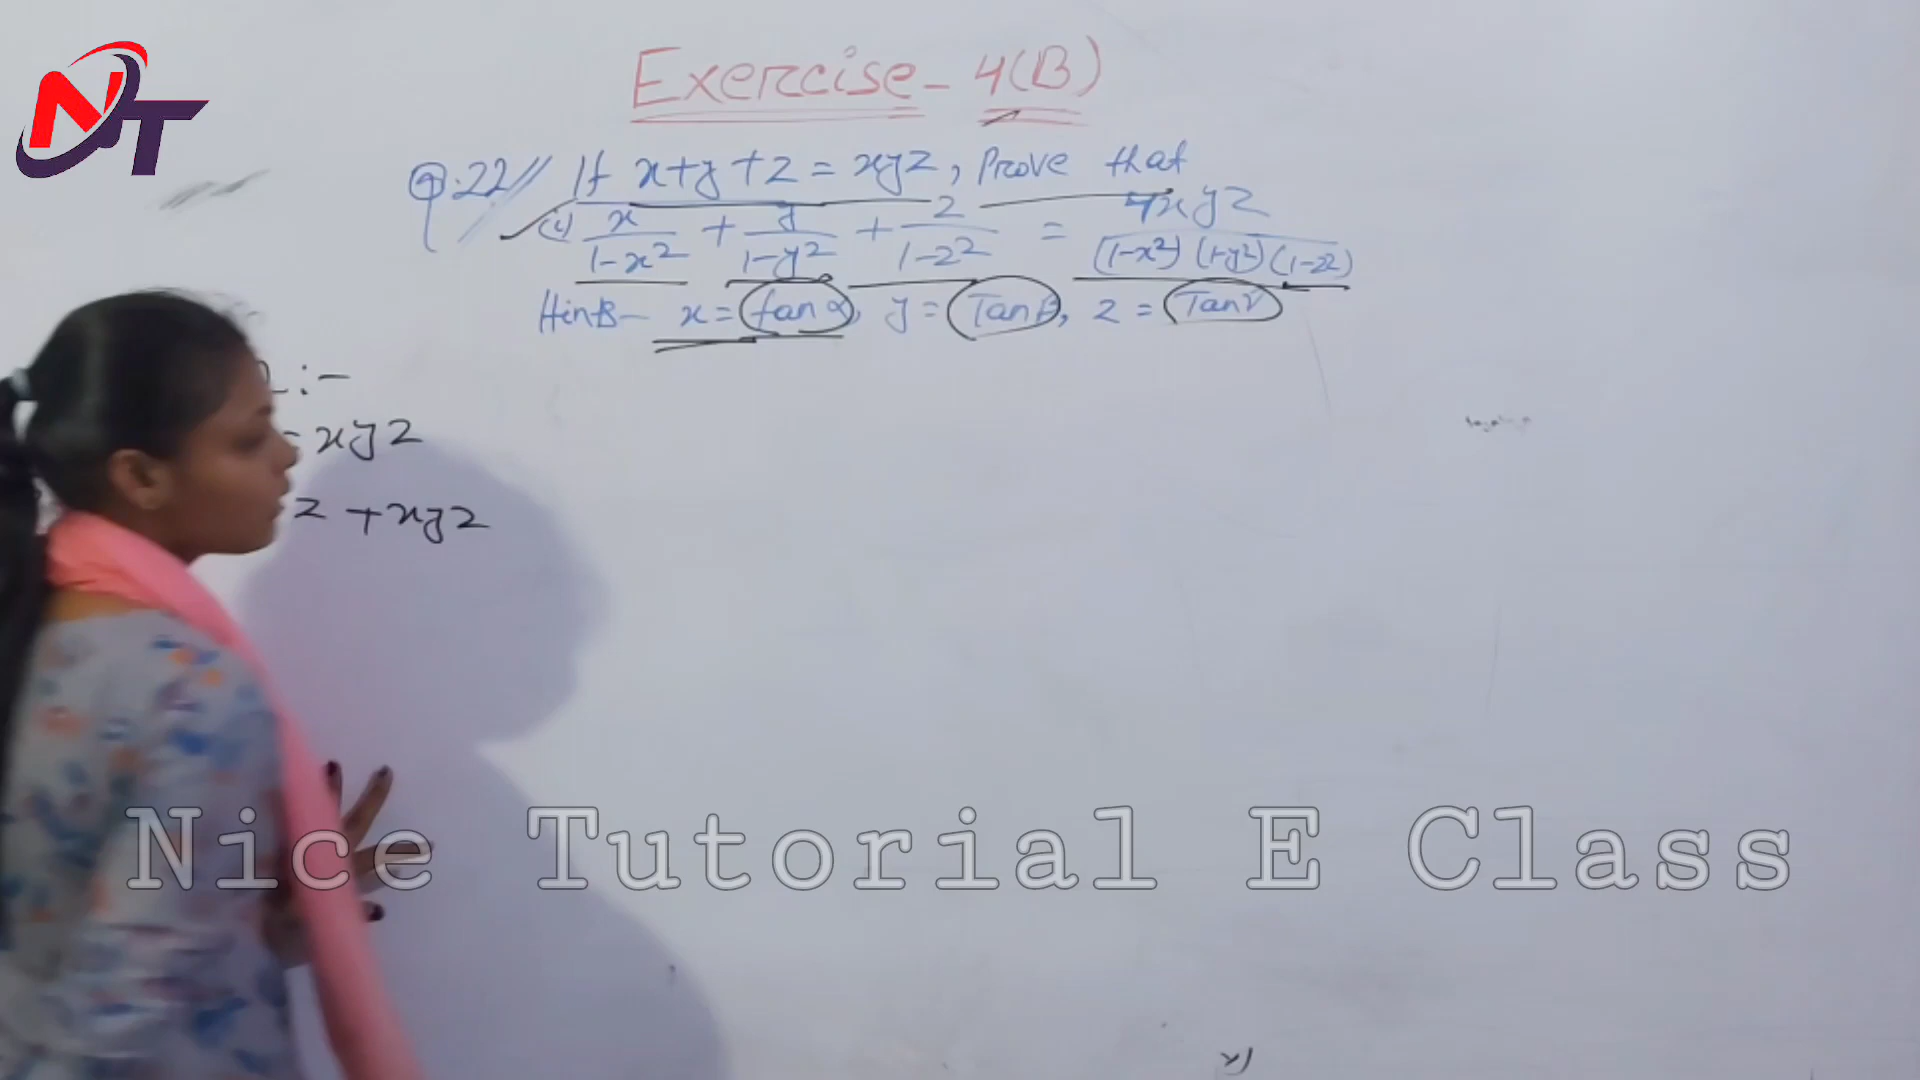 NT
Exercise - 4(B)
Q.22// If x+y+z = xyz, Prove that
(i) x/1-x² + y/1-y² + z/1-z² = 4xyz/(1-x²)(1-y²)(1-z²)
Hints- x = tan α, y = Tan β, z = Tan γ
:-
= xyz
z + xyz
Nice Tutorial E Class